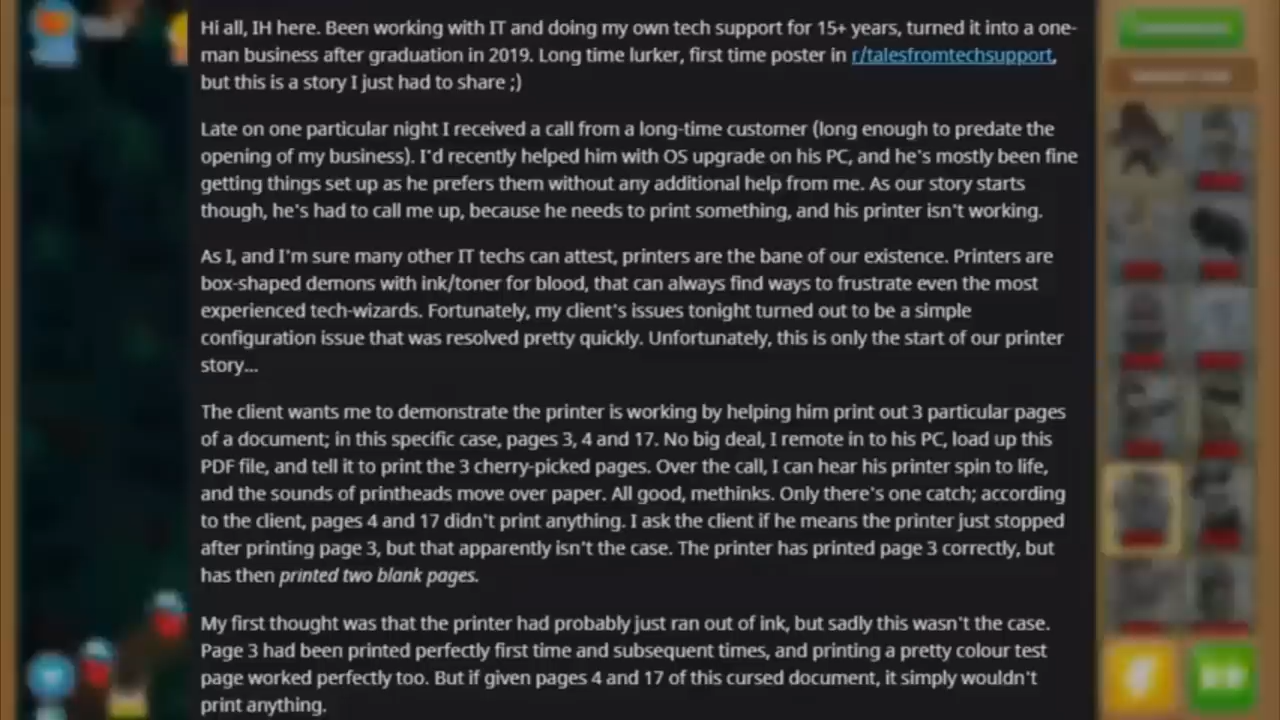 Hi all, IH here. Been working with IT and doing my own tech support for 15+ years, turned it into a one-
man business after graduation in 2019. Long time lurker, first time poster in r/talesfromtechsupport,
but this is a story I just had to share ;)
Late on one particular night I received a call from a long-time customer (long enough to predate the
opening of my business). I'd recently helped him with OS upgrade on his PC, and he's mostly been fine
getting things set up as he prefers them without any additional help from me. As our story starts
though, he's had to call me up, because he needs to print something, and his printer isn't working.
As I, and I'm sure many other IT techs can attest, printers are the bane of our existence. Printers are
box-shaped demons with ink/toner for blood, that can always find ways to frustrate even the most
experienced tech-wizards. Fortunately, my client's issues tonight turned out to be a simple
configuration issue that was resolved pretty quickly. Unfortunately, this is only the start of our printer
story...
The client wants me to demonstrate the printer is working by helping him print out 3 particular pages
of a document; in this specific case, pages 3, 4 and 17. No big deal, I remote in to his PC, load up this
PDF file, and tell it to print the 3 cherry-picked pages. Over the call, I can hear his printer spin to life,
and the sounds of printheads move over paper. All good, methinks. Only there's one catch; according
to the client, pages 4 and 17 didn't print anything. I ask the client if he means the printer just stopped
after printing page 3, but that apparently isn't the case. The printer has printed page 3 correctly, but
has then printed two blank pages.
My first thought was that the printer had probably just ran out of ink, but sadly this wasn't the case.
Page 3 had been printed perfectly first time and subsequent times, and printing a pretty colour test
page worked perfectly too. But if given pages 4 and 17 of this cursed document, it simply wouldn't
print anything.